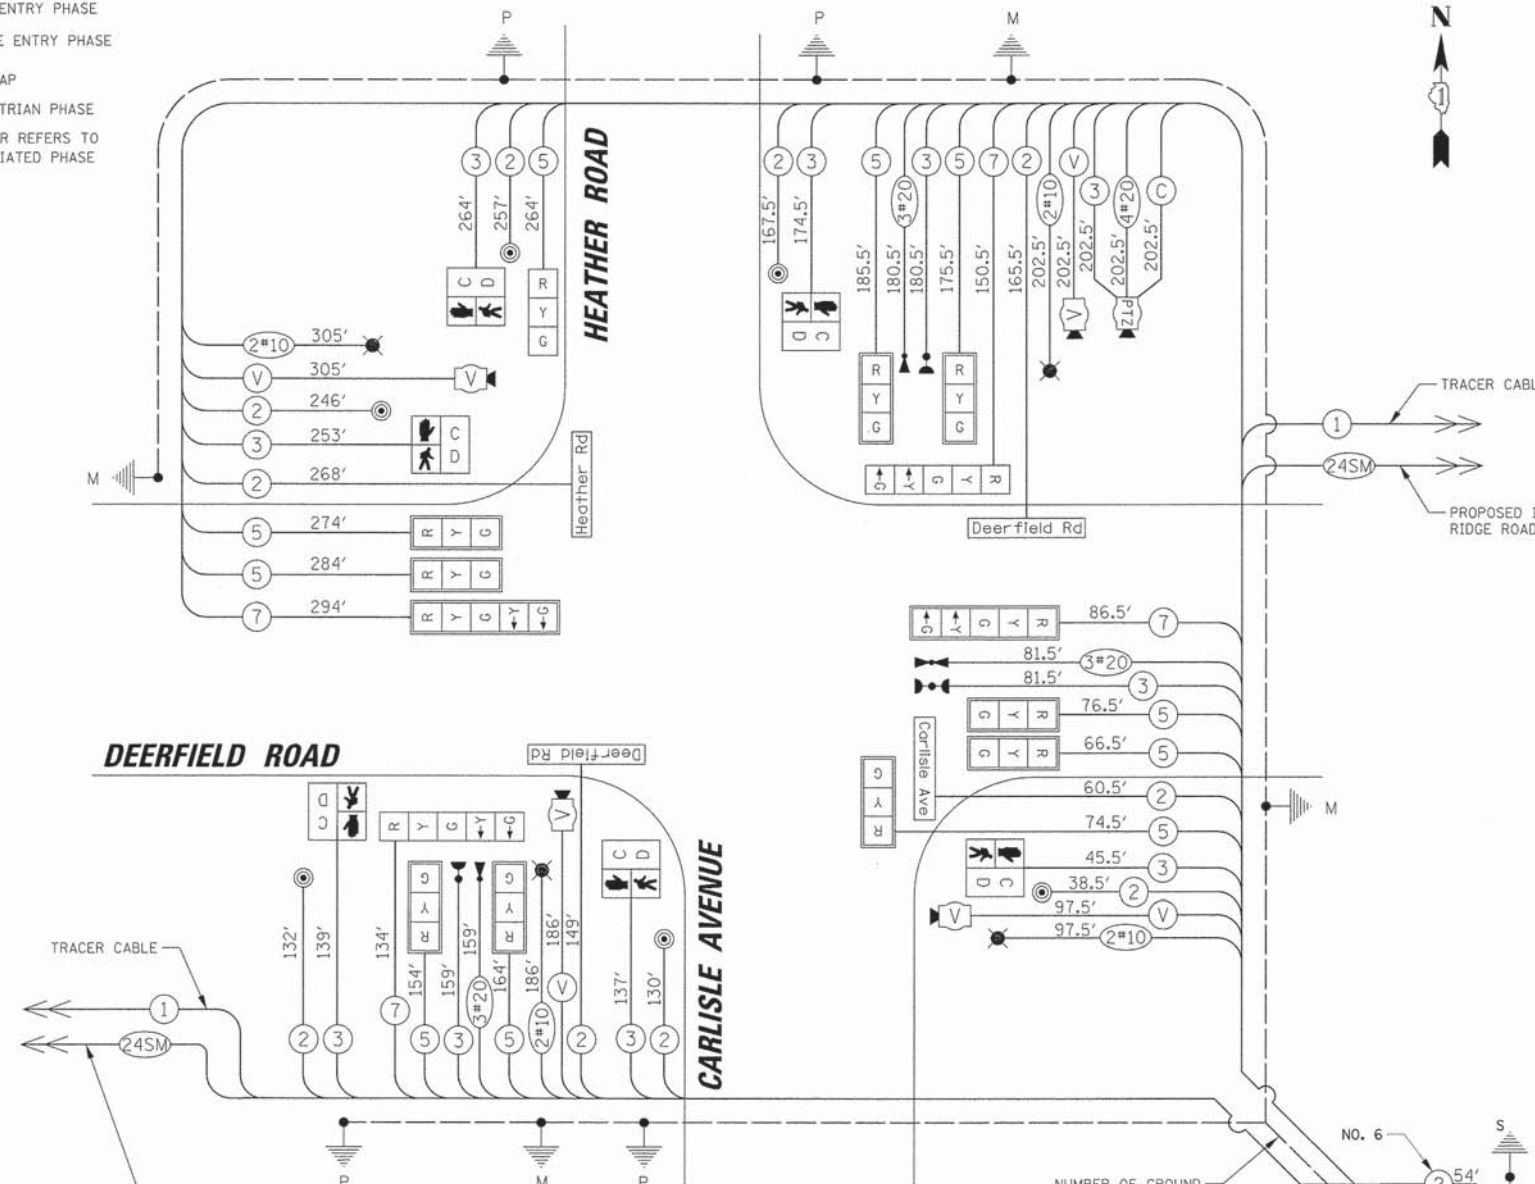 ENTRY PHASE
E ENTRY PHASE
AP
TRIAN PHASE
R REFERS TO
IATED PHASE
P
P
M
N
1
3
2
5
264'
257'
264'
C D
R
Y
G
HEATHER ROAD
2
3
5
3#20
3
5
7
2
2#10
V
3
4#20
C
167.5'
174.5'
185.5'
180.5'
180.5'
175.5'
150.5'
165.5'
202.5'
202.5'
202.5'
202.5'
202.5'
D C
V
PTZ
R
Y
G
R
Y
G
G Y G Y R
Deerfield Rd
2#10 305'
V 305' V
2 246'
3 253' C D
2 268'
Heather Rd
5 274' R Y G
5 284' R Y G
7 294' R Y G Y G
M
TRACER CABL
1
24SM
PROPOSED I
RIDGE ROAD
G Y G Y R 86.5' 7
81.5' 3#20
81.5' 3
G Y R 76.5' 5
G Y R 66.5' 5
Carlisle Ave
60.5' 2
G Y R 74.5' 5
D C 45.5' 3
38.5' 2
V 97.5' V
97.5' 2#10
M
DEERFIELD ROAD
Deerfield Rd
D C
R Y G Y G
G
Y
R
G
Y
R
V
C D
132'
139'
134'
154'
159'
159'
164'
186'
186'
149'
137'
130'
2
3
7
5
3
3#20
5
2#10
V
2
3
2
CARLISLE AVENUE
TRACER CABLE
1
24SM
P
M
P
NO. 6
S
2 54'
NUMBER OF GROUND